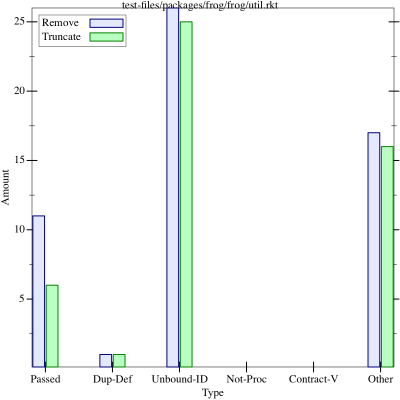 test-files/packages/frog/frog/util.rkt
Remove
Truncate
25
20
15
10
5
Amount
Passed Dup-Def Unbound-ID Not-Proc Contract-V Other
Type